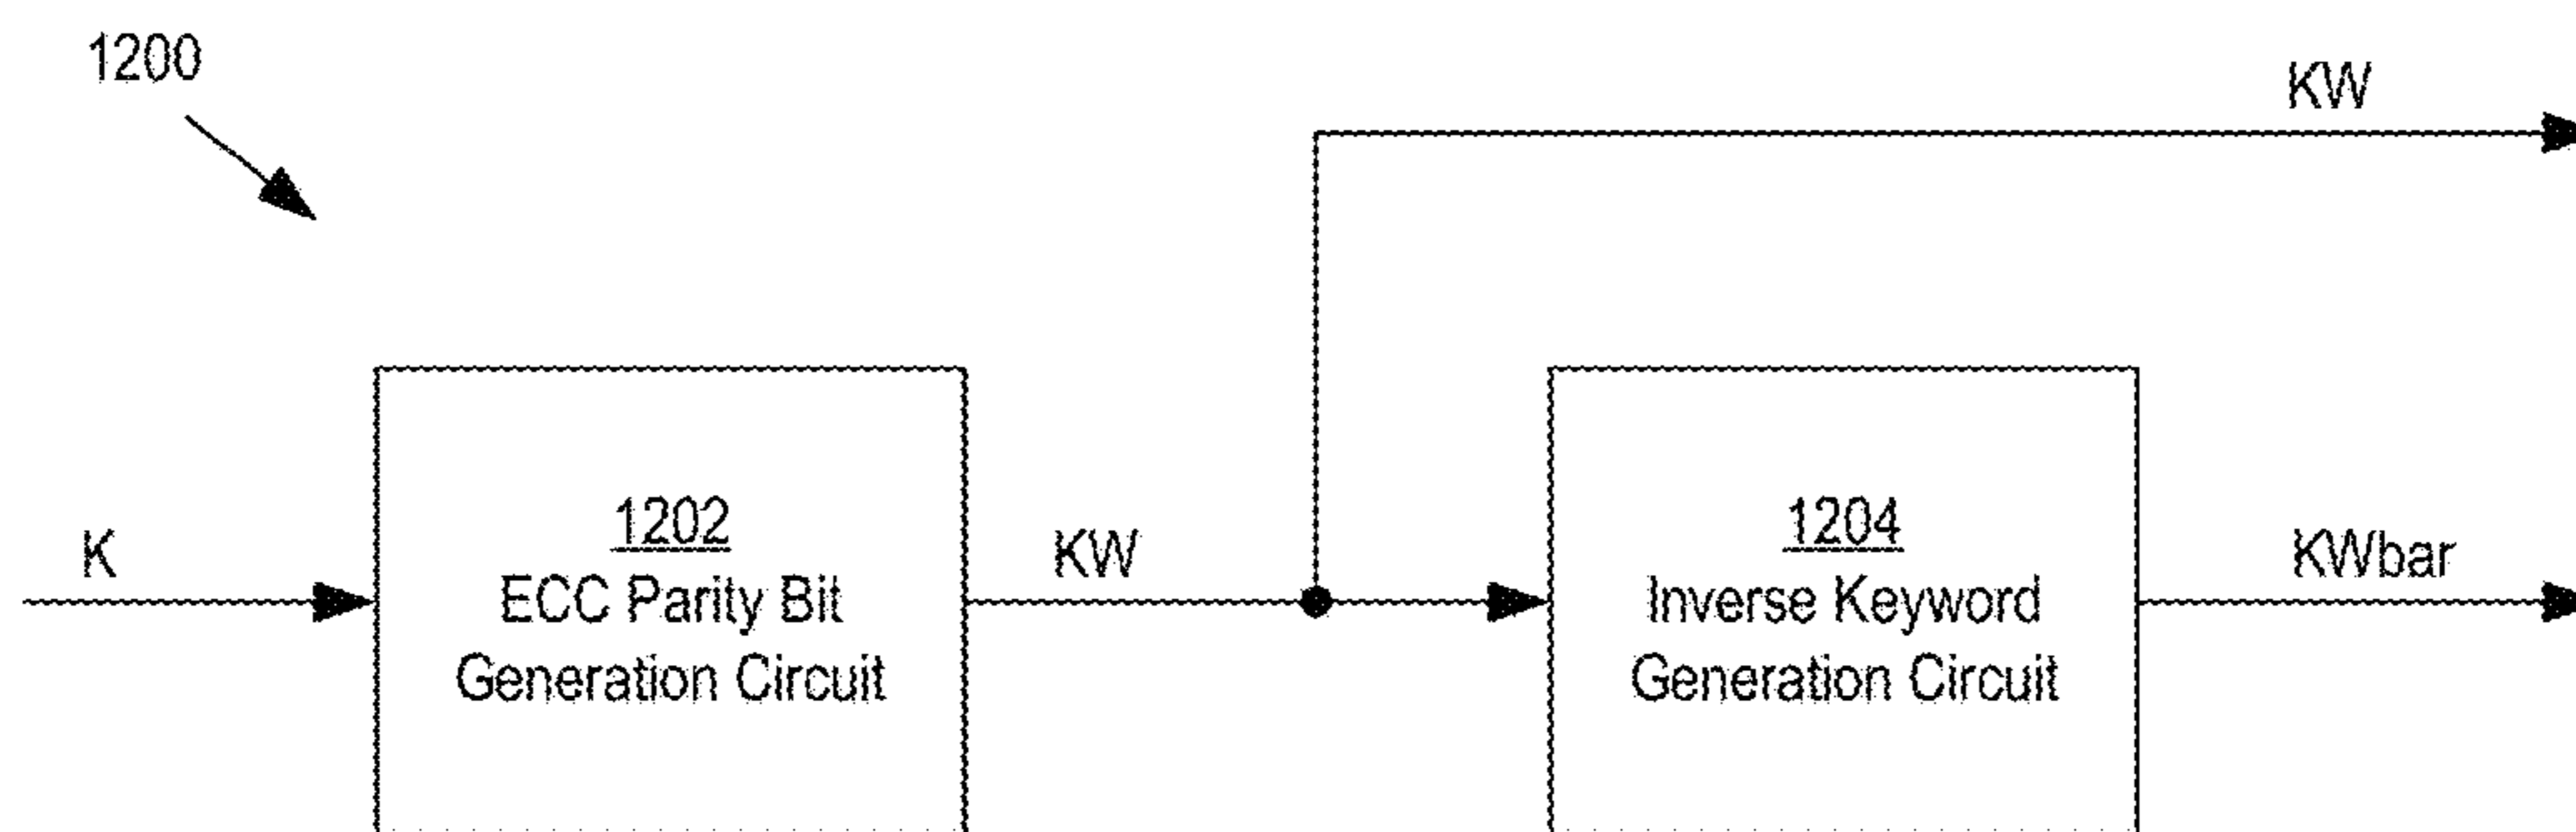 1200
KW
K
1202
ECC Parity Bit
Generation Circuit
KW
1204
Inverse Keyword
Generation Circuit
KWbar